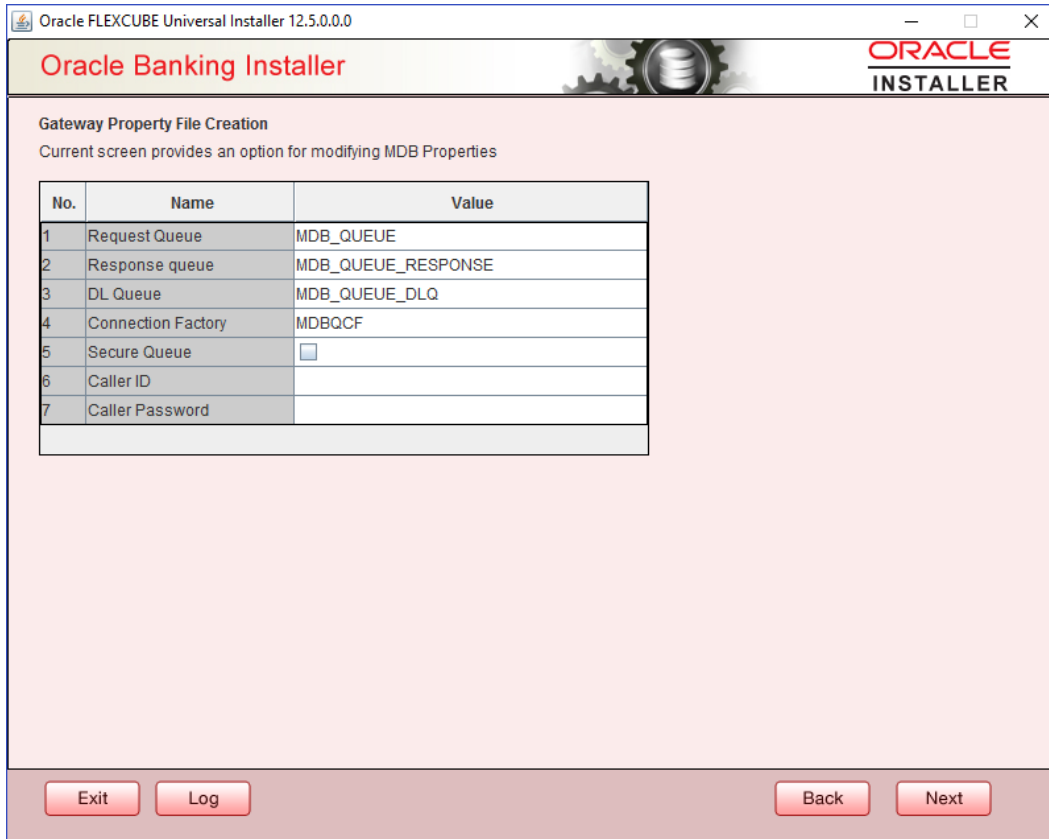 Oracle FLEXCUBE Universal Installer 12.5.0.0.0
Oracle Banking Installer
ORACLE
INSTALLER
Gateway Property File Creation
Current screen provides an option for modifying MDB Properties
No. Name Value
1 Request Queue MDB_QUEUE
2 Response queue MDB_QUEUE_RESPONSE
3 DL Queue MDB_QUEUE_DLQ
4 Connection Factory MDBQCF
5 Secure Queue
6 Caller ID
7 Caller Password
Exit Log Back Next